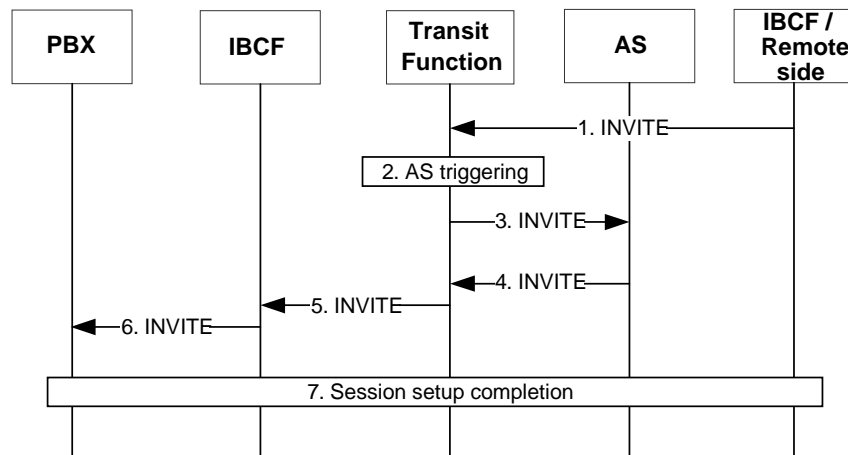 PBX
IBCF
Transit
Function
AS
IBCF /
Remote
side
1. INVITE
2. AS triggering
3. INVITE
4. INVITE
5. INVITE
6. INVITE
7. Session setup completion